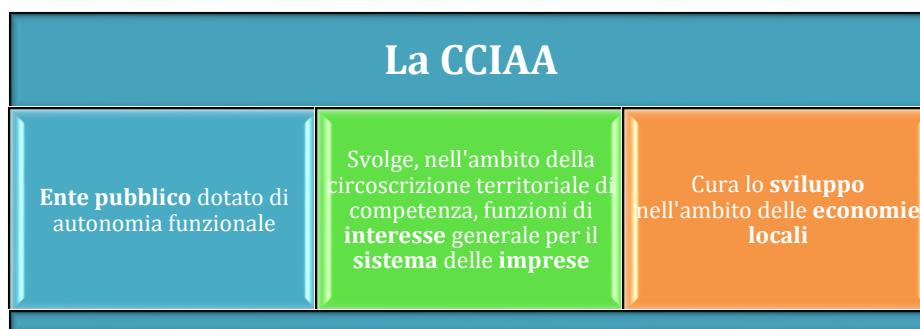 La CCIAA
Ente pubblico dotato di
autonomia funzionale
Svolge, nell'ambito della
circoscrizione territoriale di
competenza, funzioni di
interesse generale per il
sistema delle imprese
Cura lo sviluppo
nell'ambito delle economie
locali